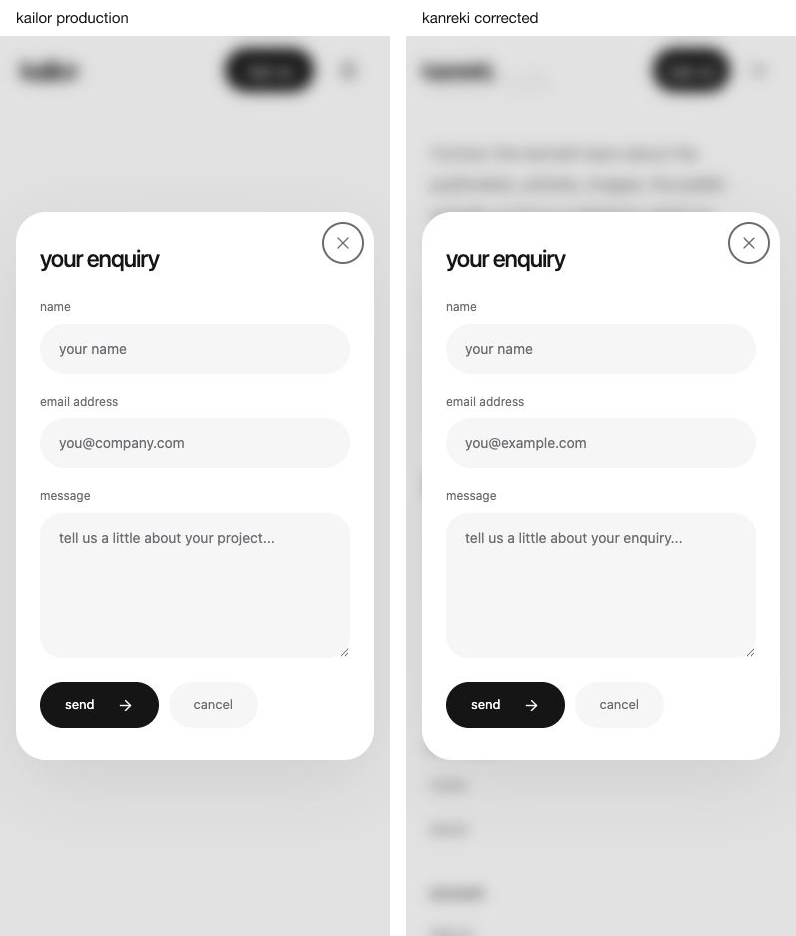 kailor production
kanreki corrected
your enquiry
name
your name
email address
you@company.com
message
tell us a little about your project...
send
cancel
your enquiry
name
your name
email address
you@example.com
message
tell us a little about your enquiry...
send
cancel